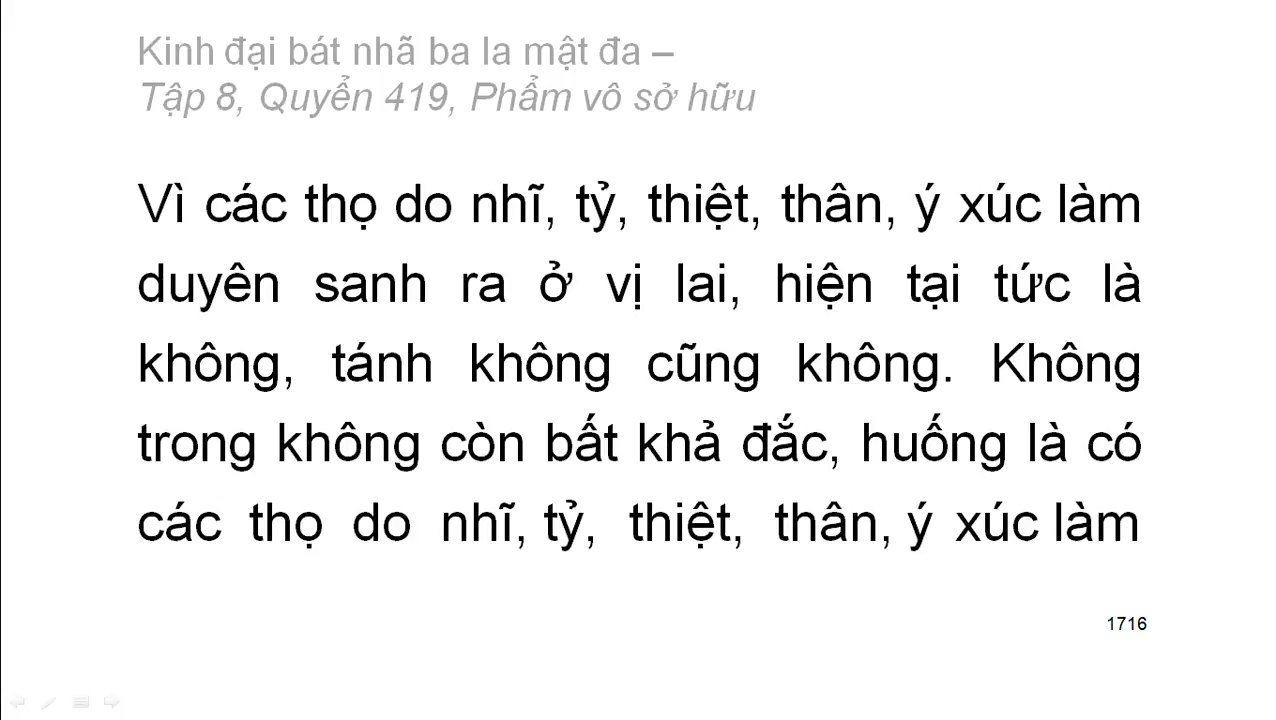 Kinh đại bát nhã ba la mật đa –
Tập 8, Quyển 419, Phẩm vô sở hữu
Vì các thọ do nhĩ, tỷ, thiệt, thân, ý xúc làm
duyên sanh ra ở vị lai, hiện tại tức là
không, tánh không cũng không. Không
trong không còn bất khả đắc, huống là có
các thọ do nhĩ, tỷ, thiệt, thân, ý xúc làm
1716